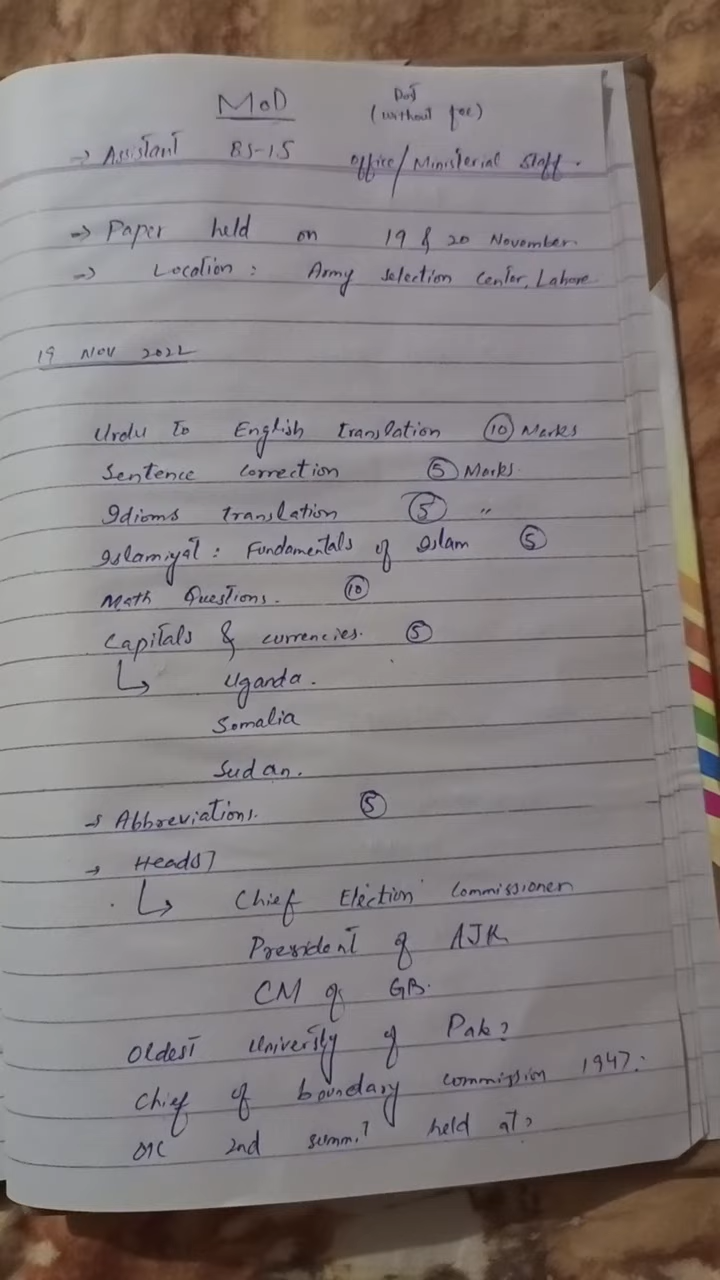 MOD
(without fee)
→ Assistant BS-15 office/Ministerial staff.
→ Paper held on 19 & 20 November
→ Location: Army selection center, Lahore
19 NOV 2022
Urdu to English translation (10) Marks
Sentence correction (5) Marks
Idioms translation (5) "
Islamiyat: Fundamentals of Islam (5)
Math Questions. (10)
Capitals & currencies. (5)
↳ Uganda.
Somalia
Sudan.
→ Abbreviations. (5)
→ Heads?
↳ Chief Election Commissioner
President of AJK
CM of GB.
Oldest university of Pak?
Chief of boundary commission 1947.
OIC 2nd summit held at?